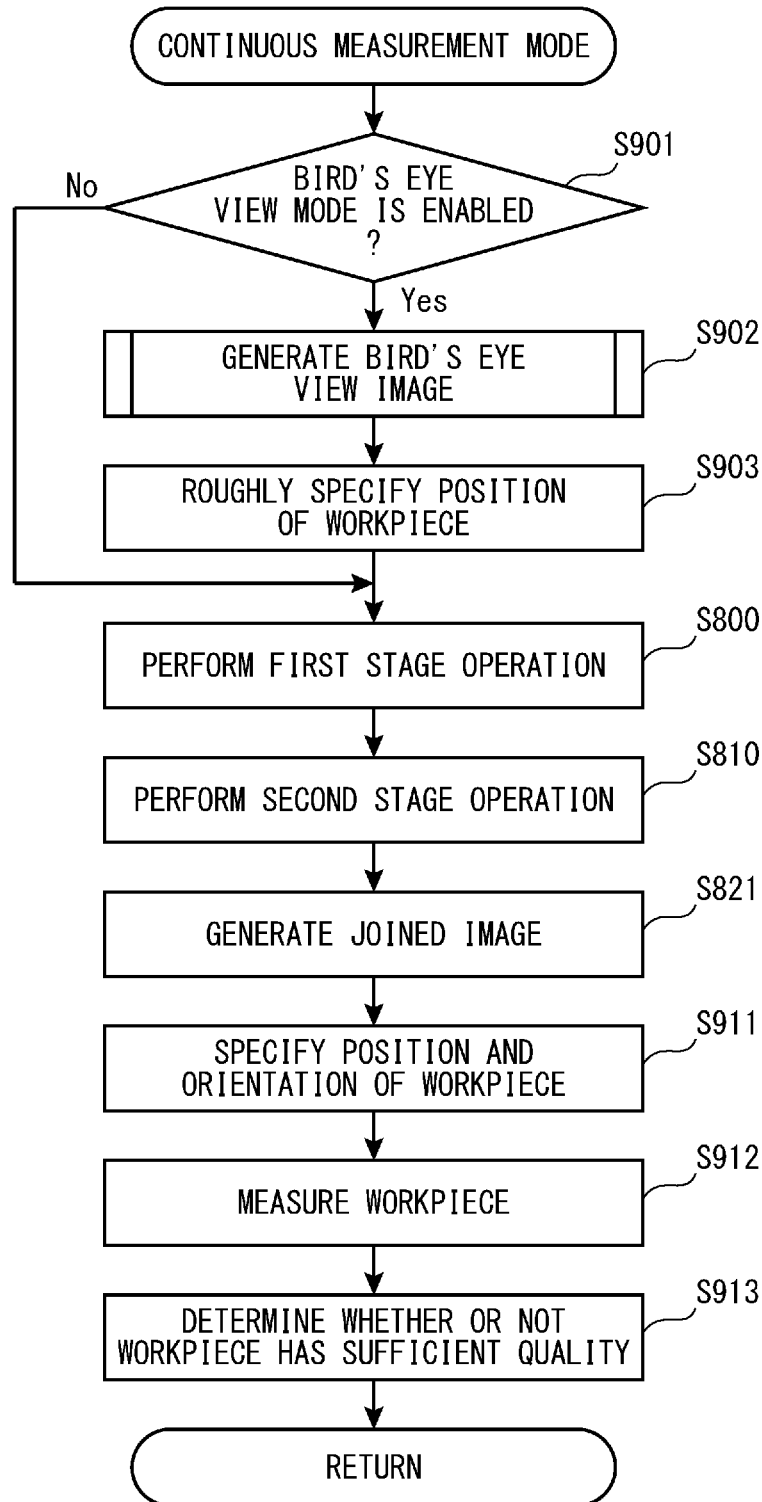 CONTINUOUS MEASUREMENT MODE
S901
No
BIRD'S EYE
VIEW MODE IS ENABLED
?
Yes
S902
GENERATE BIRD'S EYE
VIEW IMAGE
S903
ROUGHLY SPECIFY POSITION
OF WORKPIECE
S800
PERFORM FIRST STAGE OPERATION
S810
PERFORM SECOND STAGE OPERATION
S821
GENERATE JOINED IMAGE
S911
SPECIFY POSITION AND
ORIENTATION OF WORKPIECE
S912
MEASURE WORKPIECE
S913
DETERMINE WHETHER OR NOT
WORKPIECE HAS SUFFICIENT QUALITY
RETURN